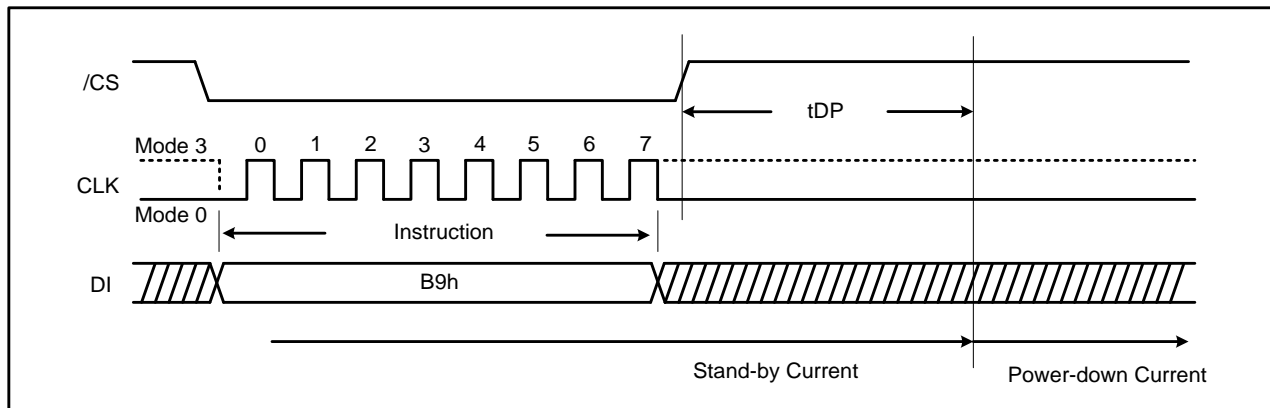 /CS
tDP
Mode 3
0 1 2 3 4 5 6 7
CLK
Mode 0
Instruction
DI
B9h
Stand-by Current
Power-down Current